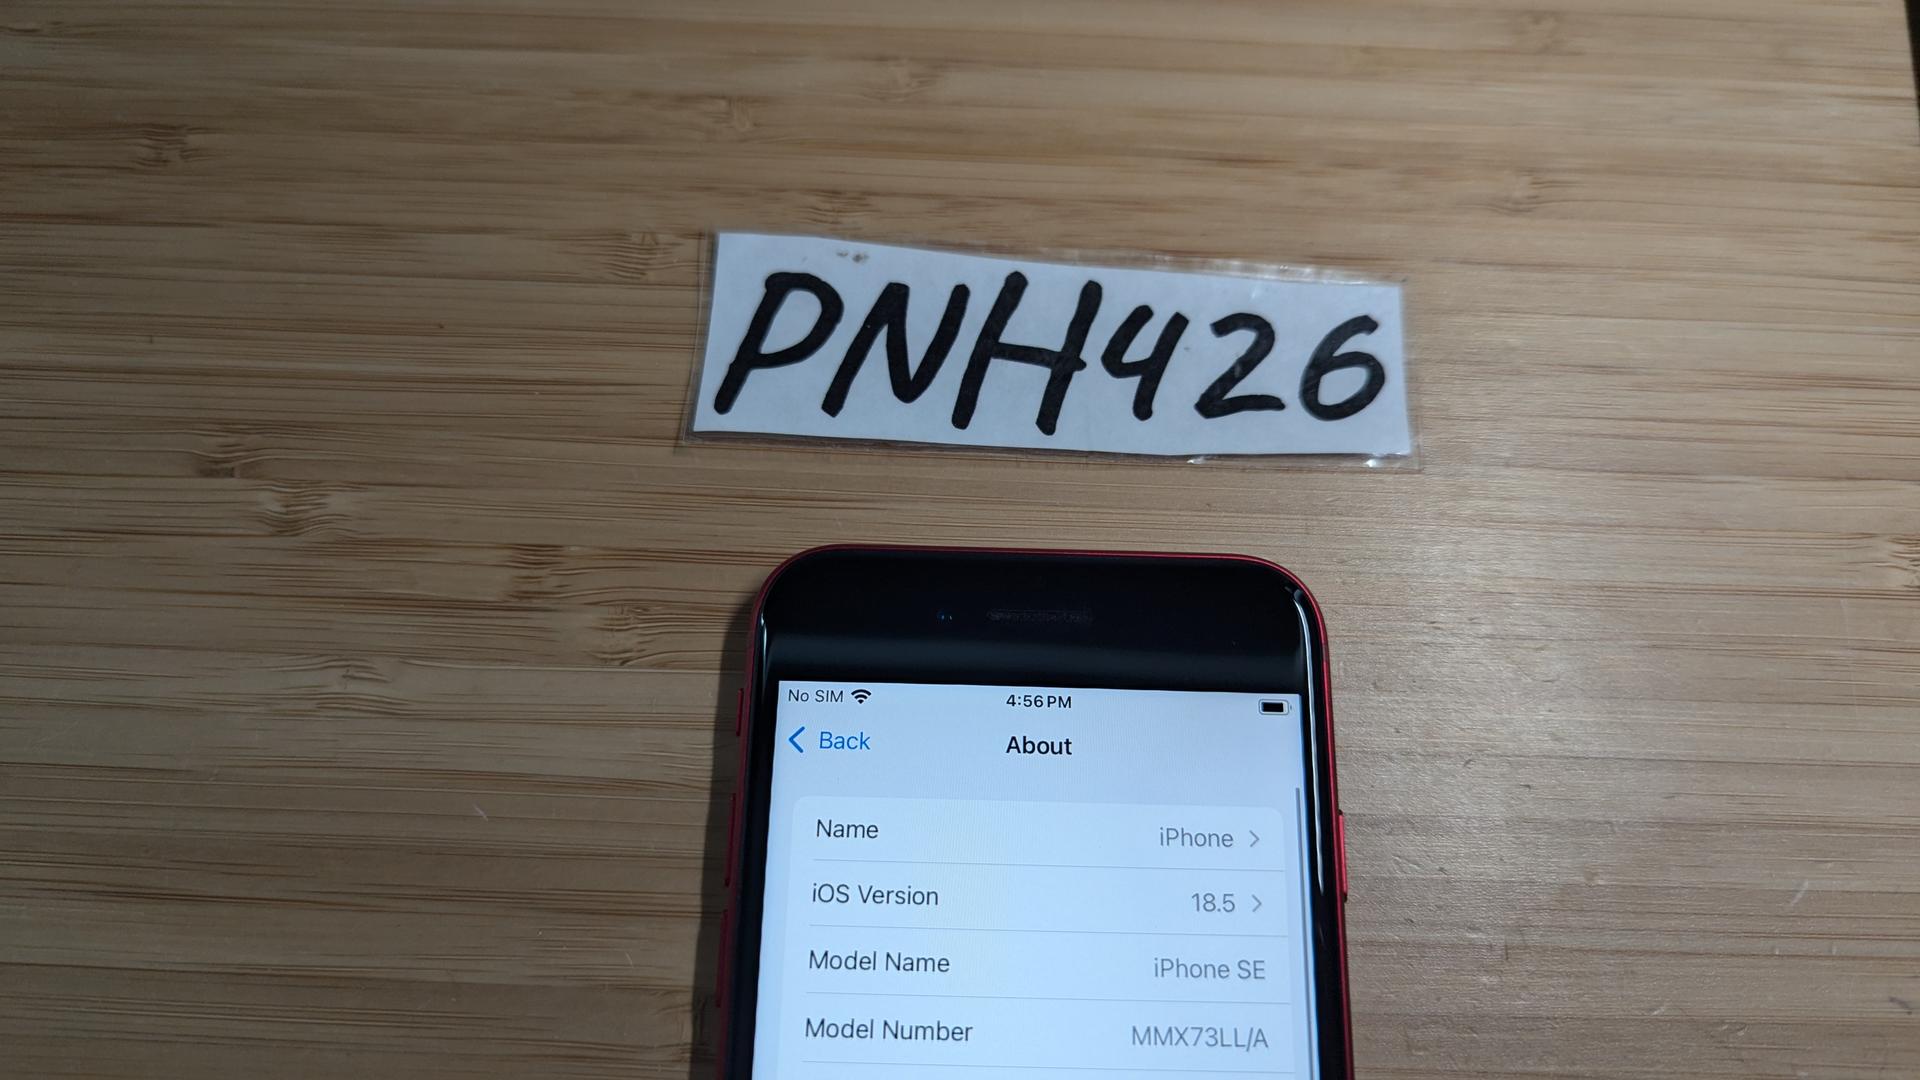 PNH426
No SIM 4:56 PM
Back About
Name iPhone
iOS Version 18.5
Model Name iPhone SE
Model Number MMX73LL/A